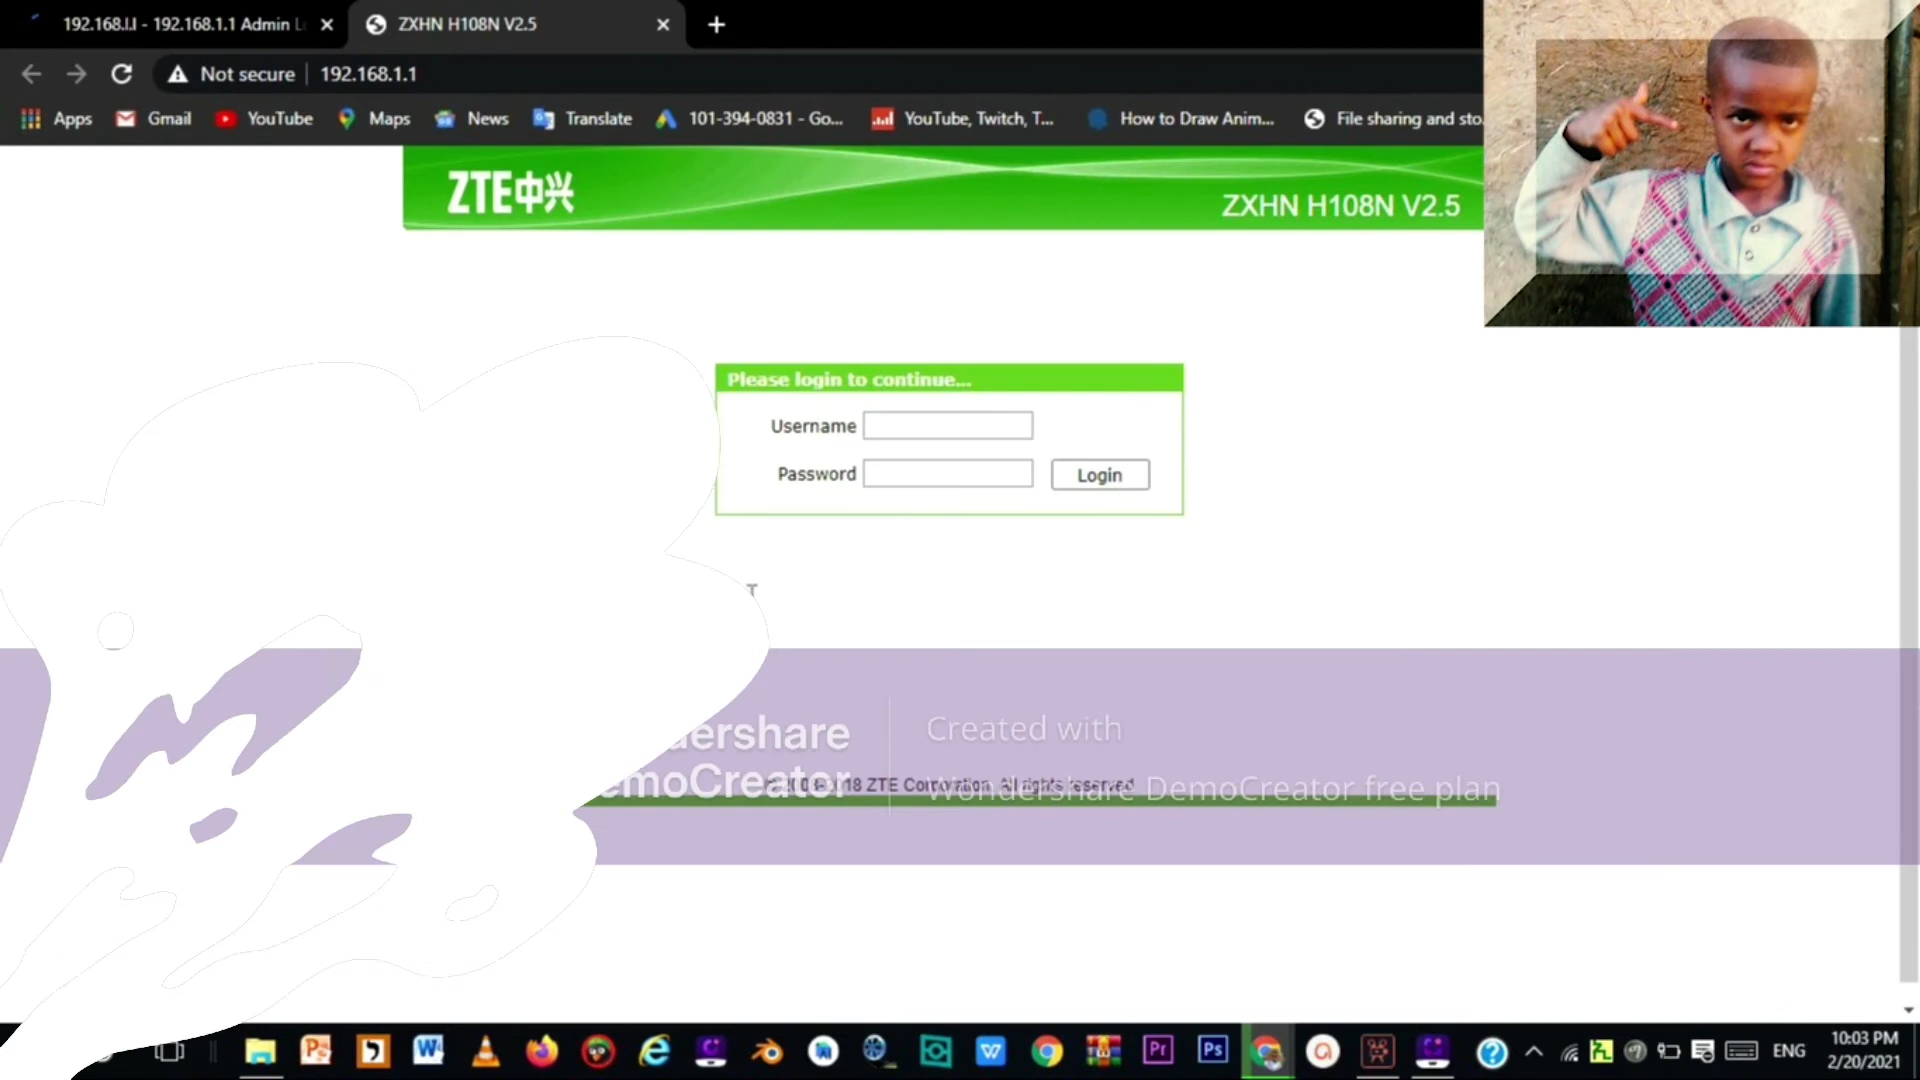 192.168.l.l - 192.168.1.1 Admin
ZXHN H108N V2.5
Not secure
192.168.1.1
Apps
Gmail
YouTube
Maps
News
Translate
101-394-0831 - Go...
YouTube, Twitch, T...
How to Draw Anim...
File sharing and sto
ZTE中兴
ZXHN H108N V2.5
Please login to continue...
Username
Password
Login
dershare
Created with
moCreator
18 ZTE Corporation. All rights reserved
Wondershare DemoCreator free plan
Pr
Ps
ENG
10:03 PM
2/20/2021